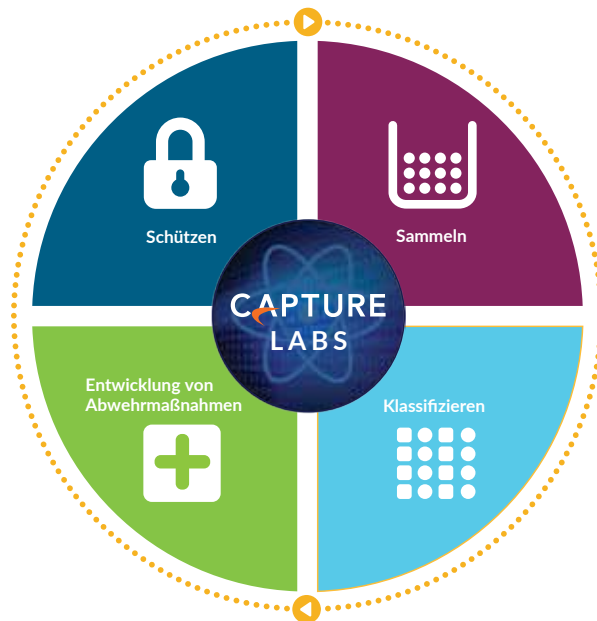 Schützen
Sammeln
CAPTURE
LABS
Entwicklung von
Abwehrmaßnahmen
Klassifizieren